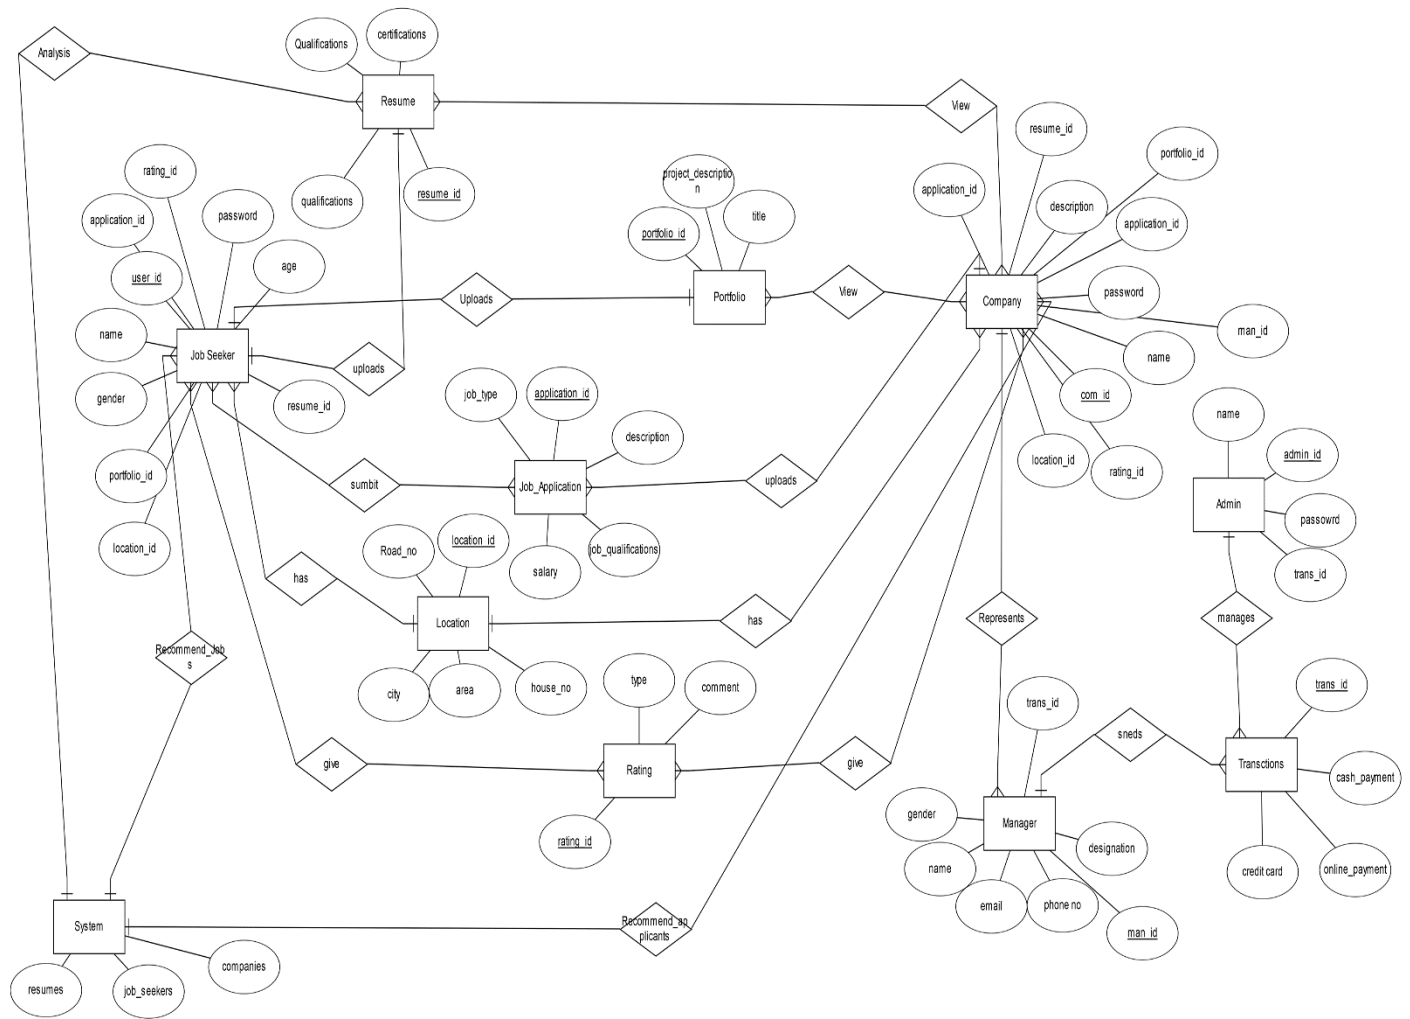 Analysis
Qualifications
certifications
Resume
qualifications
resume_id
View
resume_id
portfolio_id
application_id
description
application_id
password
man_id
name
com_id
rating_id
location_id
Company
rating_id
application_id
password
user_id
age
name
gender
Job Seeker
resume_id
portfolio_id
location_id
Uploads
uploads
project_descriptio
n
portfolio_id
title
Portfolio
View
job_type
application_id
description
sumbit
Job_Application
uploads
salary
job_qualifications
Road_no
location_id
has
Location
has
city
area
house_no
Recommend_Job
s
type
comment
give
Rating
give
rating_id
Represents
name
admin_id
Admin
passowrd
trans_id
manages
trans_id
sneds
trans_id
Transctions
cash_payment
credit card
online_payment
gender
Manager
designation
name
email
phone no
man_id
System
Recommend_ap
plicants
companies
resumes
job_seekers